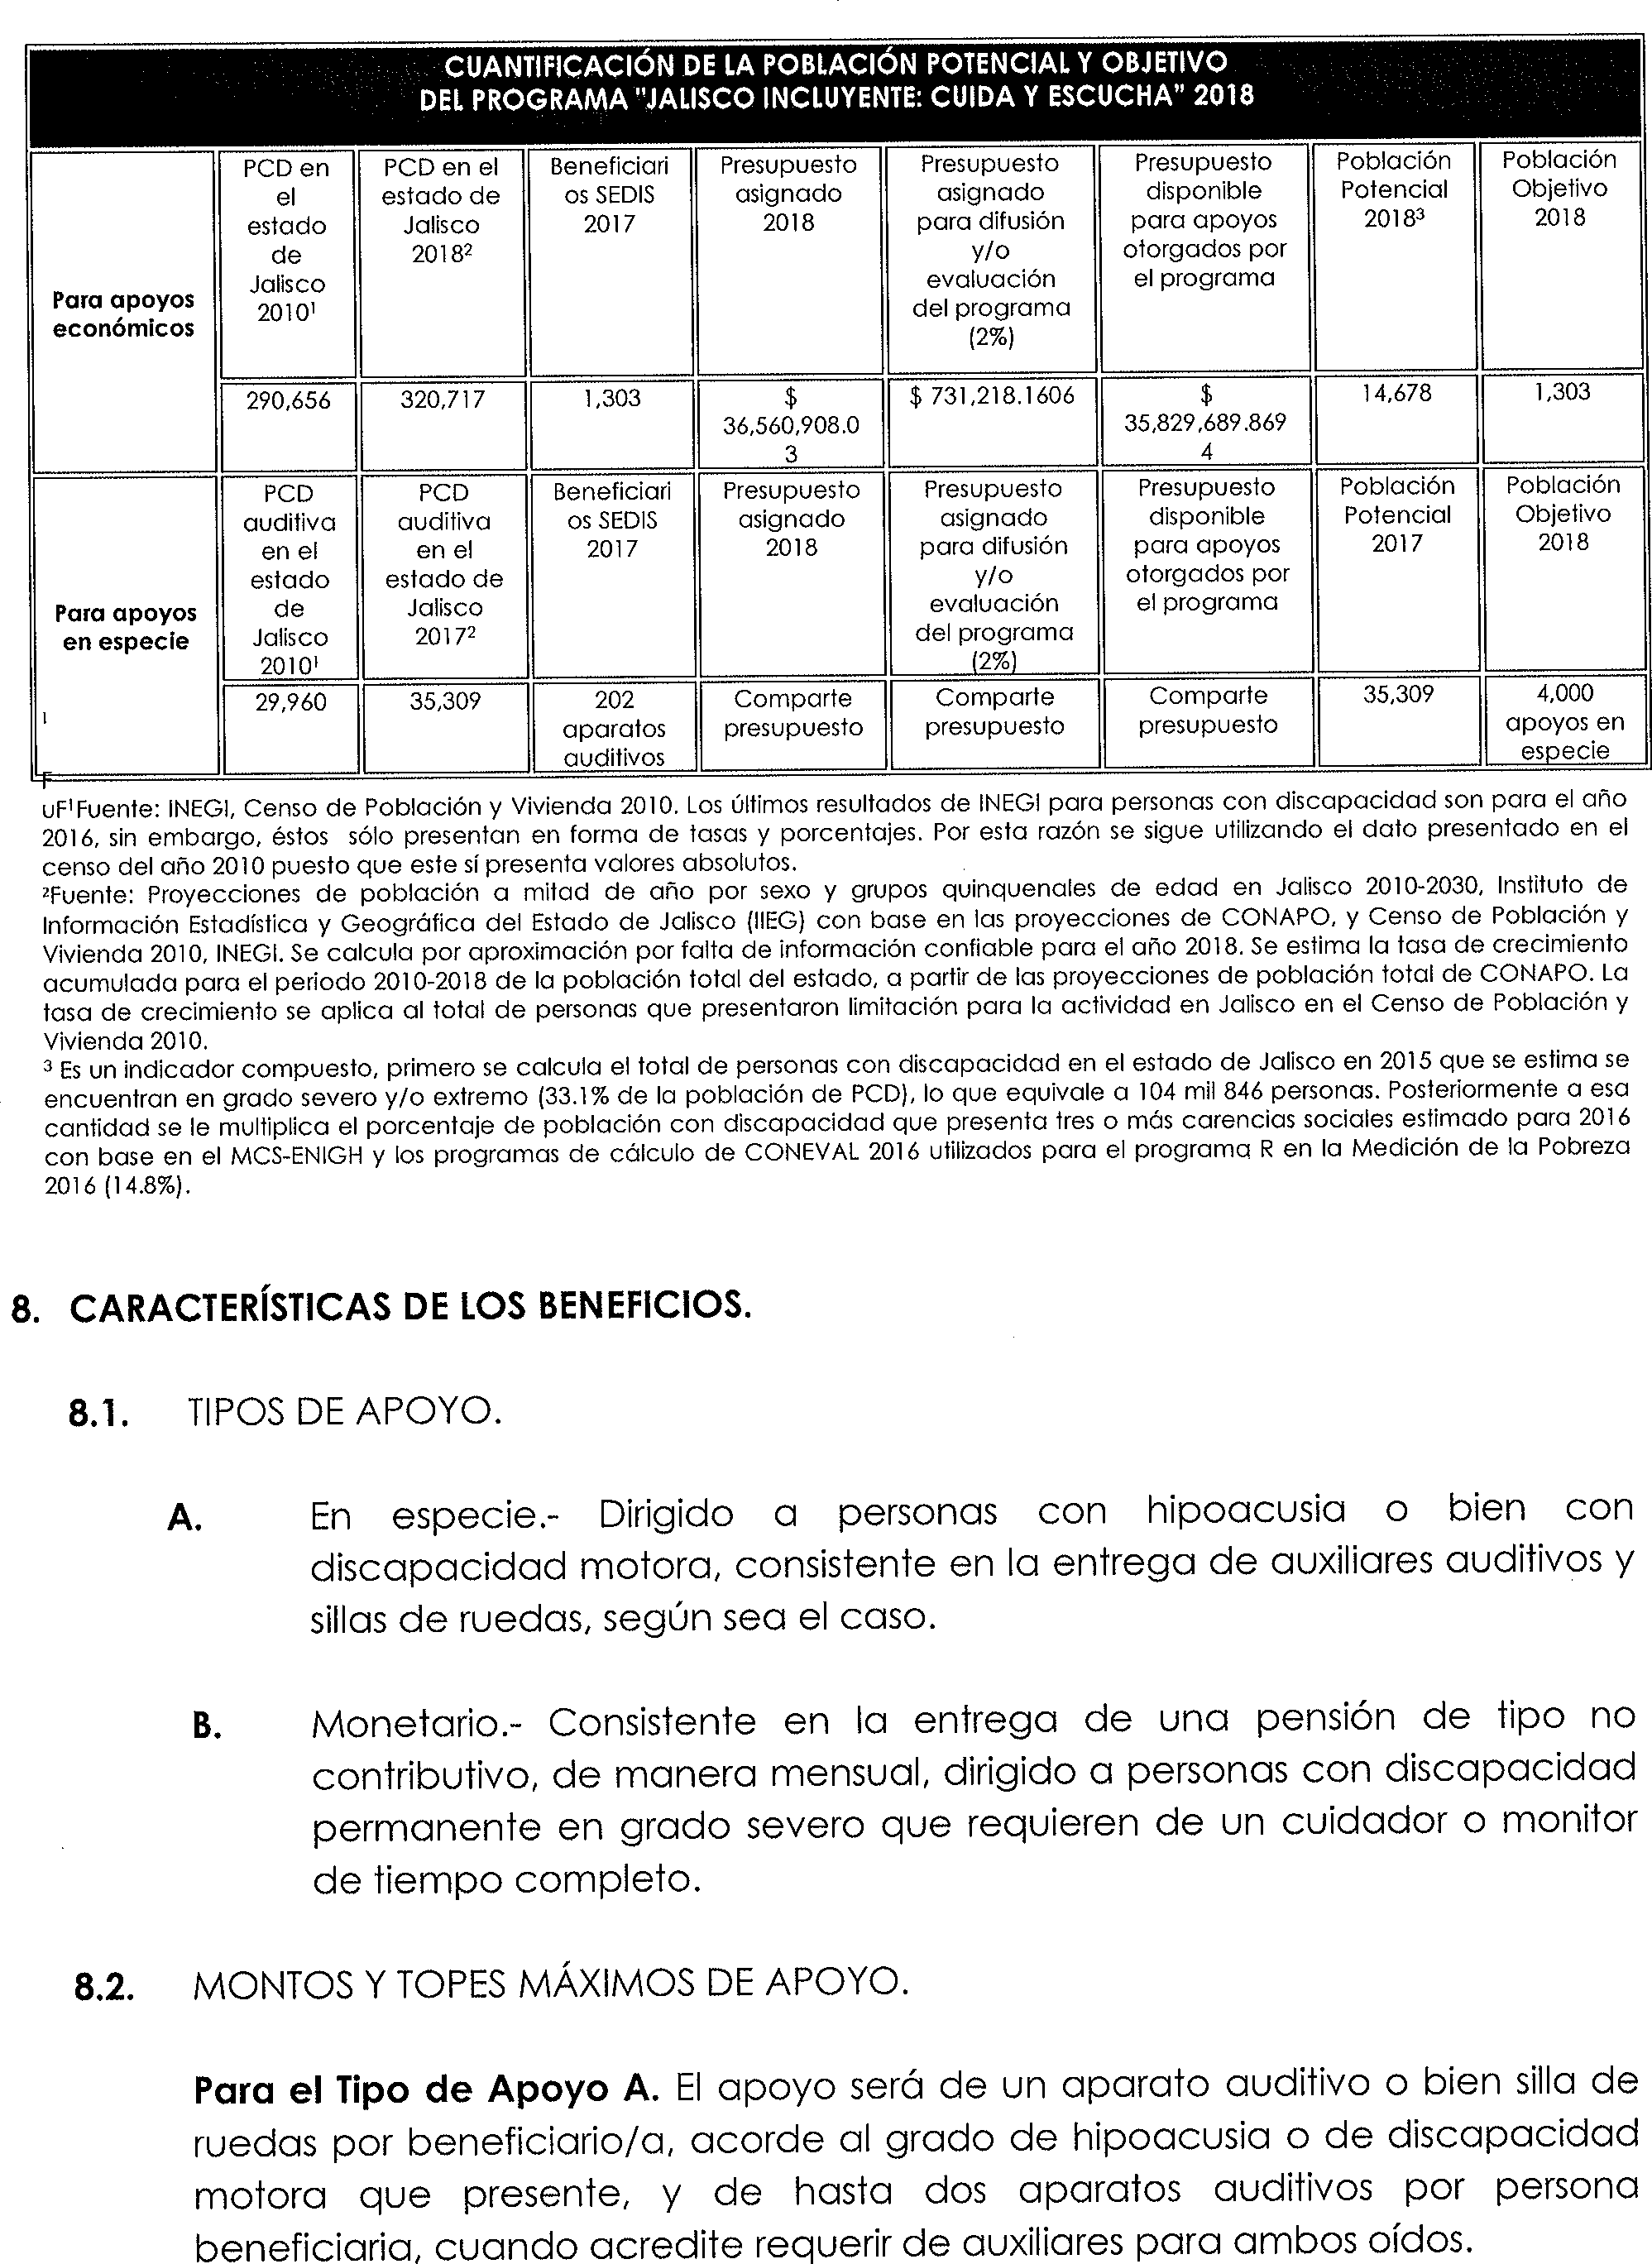 CUANTIFICACIÓN DE LA POBLACIÓN POTENCIAL Y OBJETIVO
DEL PROGRAMA "JALISCO INCLUYENTE: CUIDA Y ESCUCHA" 2018
Para apoyos
económicos
PCD en
el
estado
de
Jalisco
2010¹
PCD en el
estado de
Jalisco
2018²
Beneficiari
os SEDIS
2017
Presupuesto
asignado
2018
Presupuesto
asignado
para difusión
y/o
evaluación
del programa
(2%)
Presupuesto
disponible
para apoyos
otorgados por
el programa
Población
Potencial
2018³
Población
Objetivo
2018
290,656
320,717
1,303
$
36,560,908.0
3
$ 731,218.1606
$
35,829,689.869
4
14,678
1,303
Para apoyos
en especie
PCD
auditiva
en el
estado
de
Jalisco
2010¹
PCD
auditiva
en el
estado de
Jalisco
2017²
Beneficiari
os SEDIS
2017
Presupuesto
asignado
2018
Presupuesto
asignado
para difusión
y/o
evaluación
del programa
(2%)
Presupuesto
disponible
para apoyos
otorgados por
el programa
Población
Potencial
2017
Población
Objetivo
2018
29,960
35,309
202
aparatos
auditivos
Comparte
presupuesto
Comparte
presupuesto
Comparte
presupuesto
35,309
4,000
apoyos en
especie
1
F
uF¹Fuente: INEGI, Censo de Población y Vivienda 2010. Los últimos resultados de INEGI para personas con discapacidad son para el año
2016, sin embargo, éstos sólo presentan en forma de tasas y porcentajes. Por esta razón se sigue utilizando el dato presentado en el
censo del año 2010 puesto que este sí presenta valores absolutos.
²Fuente: Proyecciones de población a mitad de año por sexo y grupos quinquenales de edad en Jalisco 2010-2030, Instituto de
Información Estadística y Geográfica del Estado de Jalisco (IIEG) con base en las proyecciones de CONAPO, y Censo de Población y
Vivienda 2010, INEGI. Se calcula por aproximación por falta de información confiable para el año 2018. Se estima la tasa de crecimiento
acumulada para el periodo 2010-2018 de la población total del estado, a partir de las proyecciones de población total de CONAPO. La
tasa de crecimiento se aplica al total de personas que presentaron limitación para la actividad en Jalisco en el Censo de Población y
Vivienda 2010.
³ Es un indicador compuesto, primero se calcula el total de personas con discapacidad en el estado de Jalisco en 2015 que se estima se
encuentran en grado severo y/o extremo (33.1% de la población de PCD), lo que equivale a 104 mil 846 personas. Posteriormente a esa
cantidad se le multiplica el porcentaje de población con discapacidad que presenta tres o más carencias sociales estimado para 2016
con base en el MCS-ENIGH y los programas de cálculo de CONEVAL 2016 utilizados para el programa R en la Medición de la Pobreza
2016 (14.8%).
8. CARACTERÍSTICAS DE LOS BENEFICIOS.
8.1. TIPOS DE APOYO.
A. En especie.- Dirigido a personas con hipoacusia o bien con
discapacidad motora, consistente en la entrega de auxiliares auditivos y
sillas de ruedas, según sea el caso.
B. Monetario.- Consistente en la entrega de una pensión de tipo no
contributivo, de manera mensual, dirigido a personas con discapacidad
permanente en grado severo que requieren de un cuidador o monitor
de tiempo completo.
8.2. MONTOS Y TOPES MÁXIMOS DE APOYO.
Para el Tipo de Apoyo A. El apoyo será de un aparato auditivo o bien silla de
ruedas por beneficiario/a, acorde al grado de hipoacusia o de discapacidad
motora que presente, y de hasta dos aparatos auditivos por persona
beneficiaria, cuando acredite requerir de auxiliares para ambos oídos.